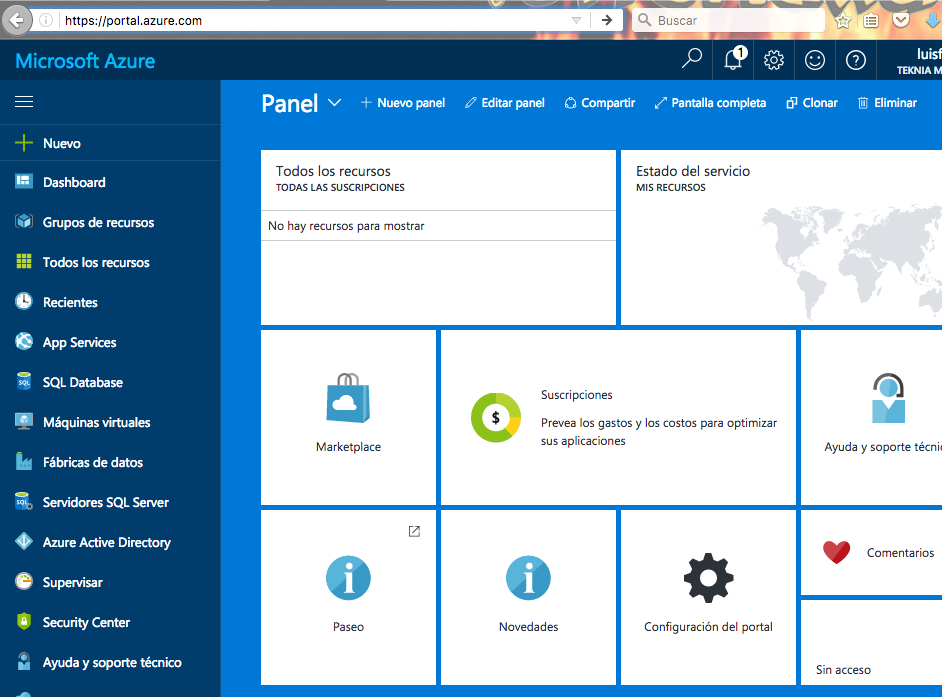 https://portal.azure.com
Buscar
Microsoft Azure
1
luisf
TEKNIA M
Panel
Nuevo panel
Editar panel
Compartir
Pantalla completa
Clonar
Eliminar
Nuevo
Dashboard
Grupos de recursos
Todos los recursos
Recientes
App Services
SQL Database
Máquinas virtuales
Fábricas de datos
Servidores SQL Server
Azure Active Directory
Supervisar
Security Center
Ayuda y soporte técnico
Todos los recursos
TODAS LAS SUSCRIPCIONES
No hay recursos para mostrar
Estado del servicio
MIS RECURSOS
Marketplace
$
Suscripciones
Prevea los gastos y los costos para optimizar
sus aplicaciones
Ayuda y soporte técni
Paseo
Novedades
Configuración del portal
Comentarios
Sin acceso